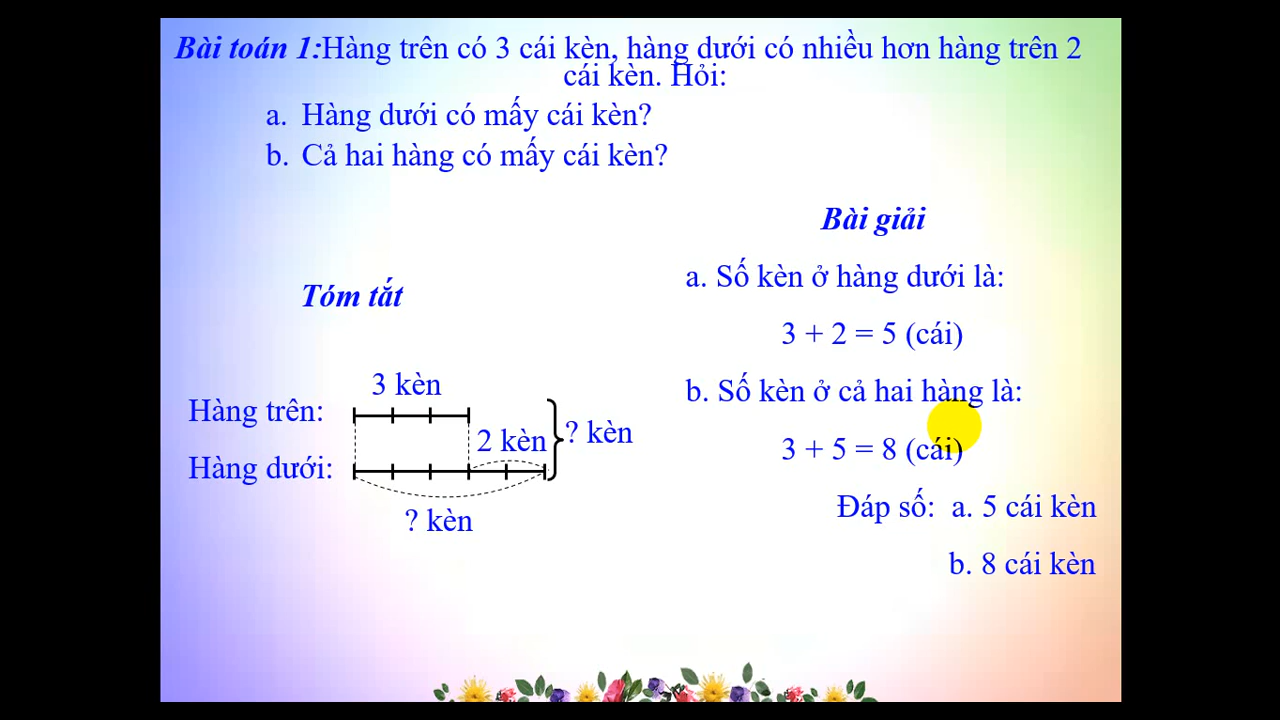 Bài toán 1:Hàng trên có 3 cái kèn, hàng dưới có nhiều hơn hàng trên 2
cái kèn. Hỏi:
a. Hàng dưới có mấy cái kèn?
b. Cả hai hàng có mấy cái kèn?
Tóm tắt
3 kèn
Hàng trên:
2 kèn
? kèn
Hàng dưới:
? kèn
Bài giải
a. Số kèn ở hàng dưới là:
3 + 2 = 5 (cái)
b. Số kèn ở cả hai hàng là:
3 + 5 = 8 (cái)
Đáp số: a. 5 cái kèn
b. 8 cái kèn